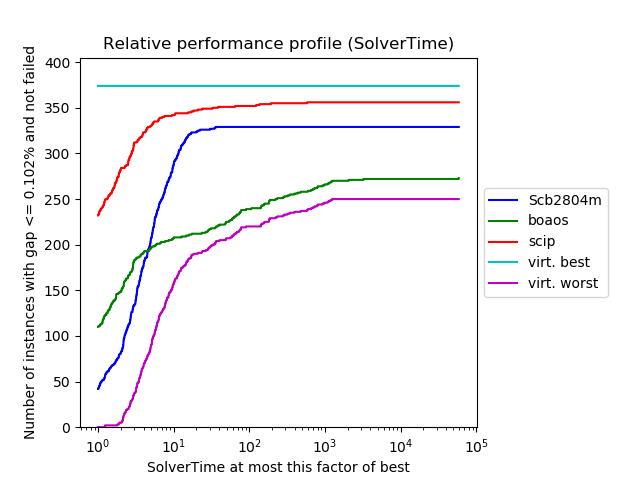 Relative performance profile (SolverTime)
Number of instances with gap <= 0.102% and not failed
400
350
300
250
200
150
100
50
0
10^0 10^1 10^2 10^3 10^4 10^5
SolverTime at most this factor of best
Scb2804m
boaos
scip
virt. best
virt. worst